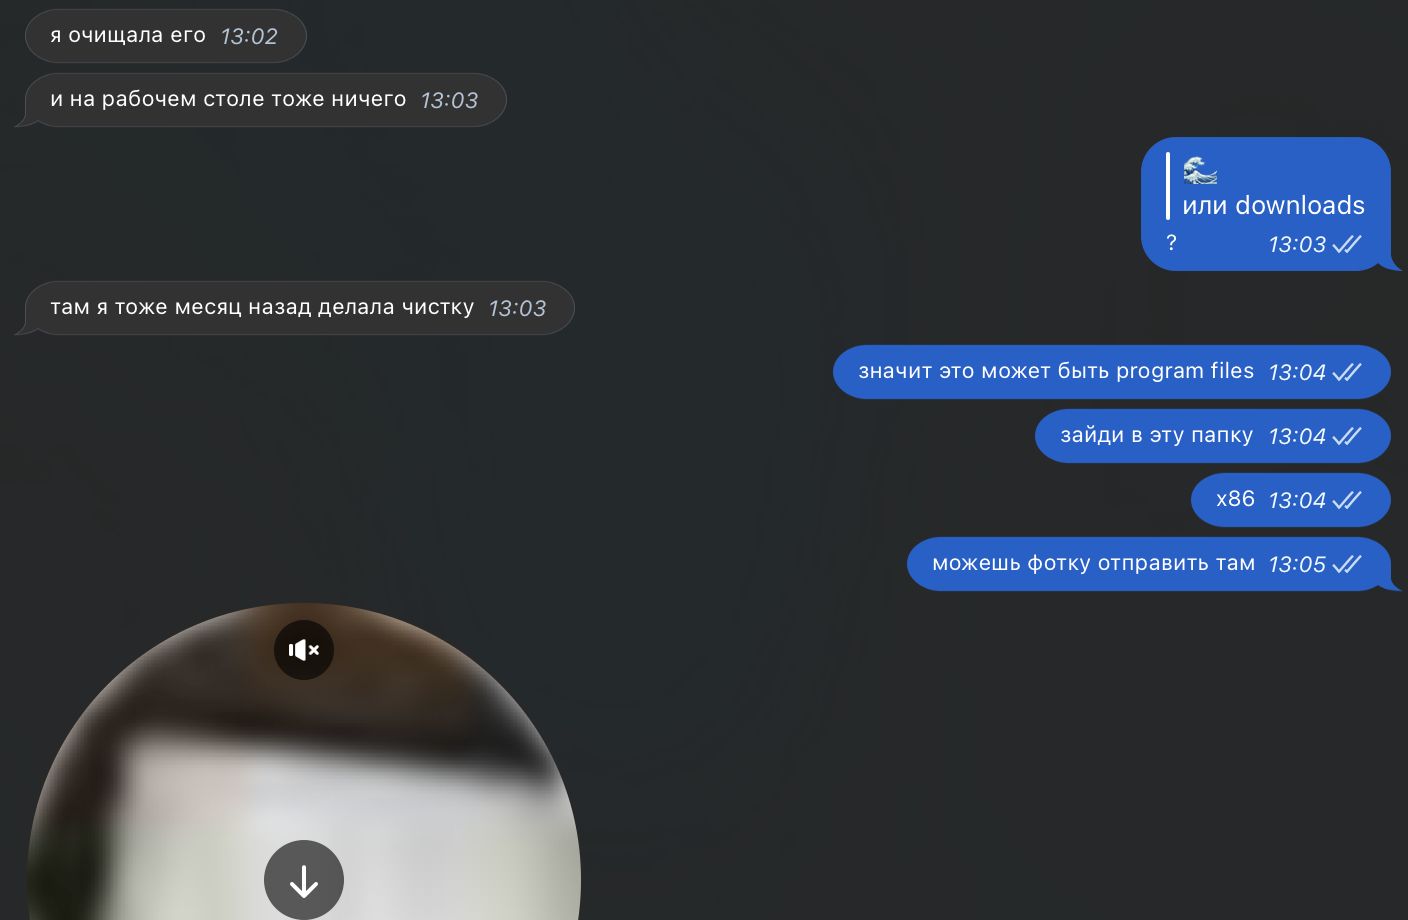 я очищала его 13:02
и на рабочем столе тоже ничего 13:03
🌊
или downloads
? 13:03
там я тоже месяц назад делала чистку 13:03
значит это может быть program files 13:04
зайди в эту папку 13:04
x86 13:04
можешь фотку отправить там 13:05